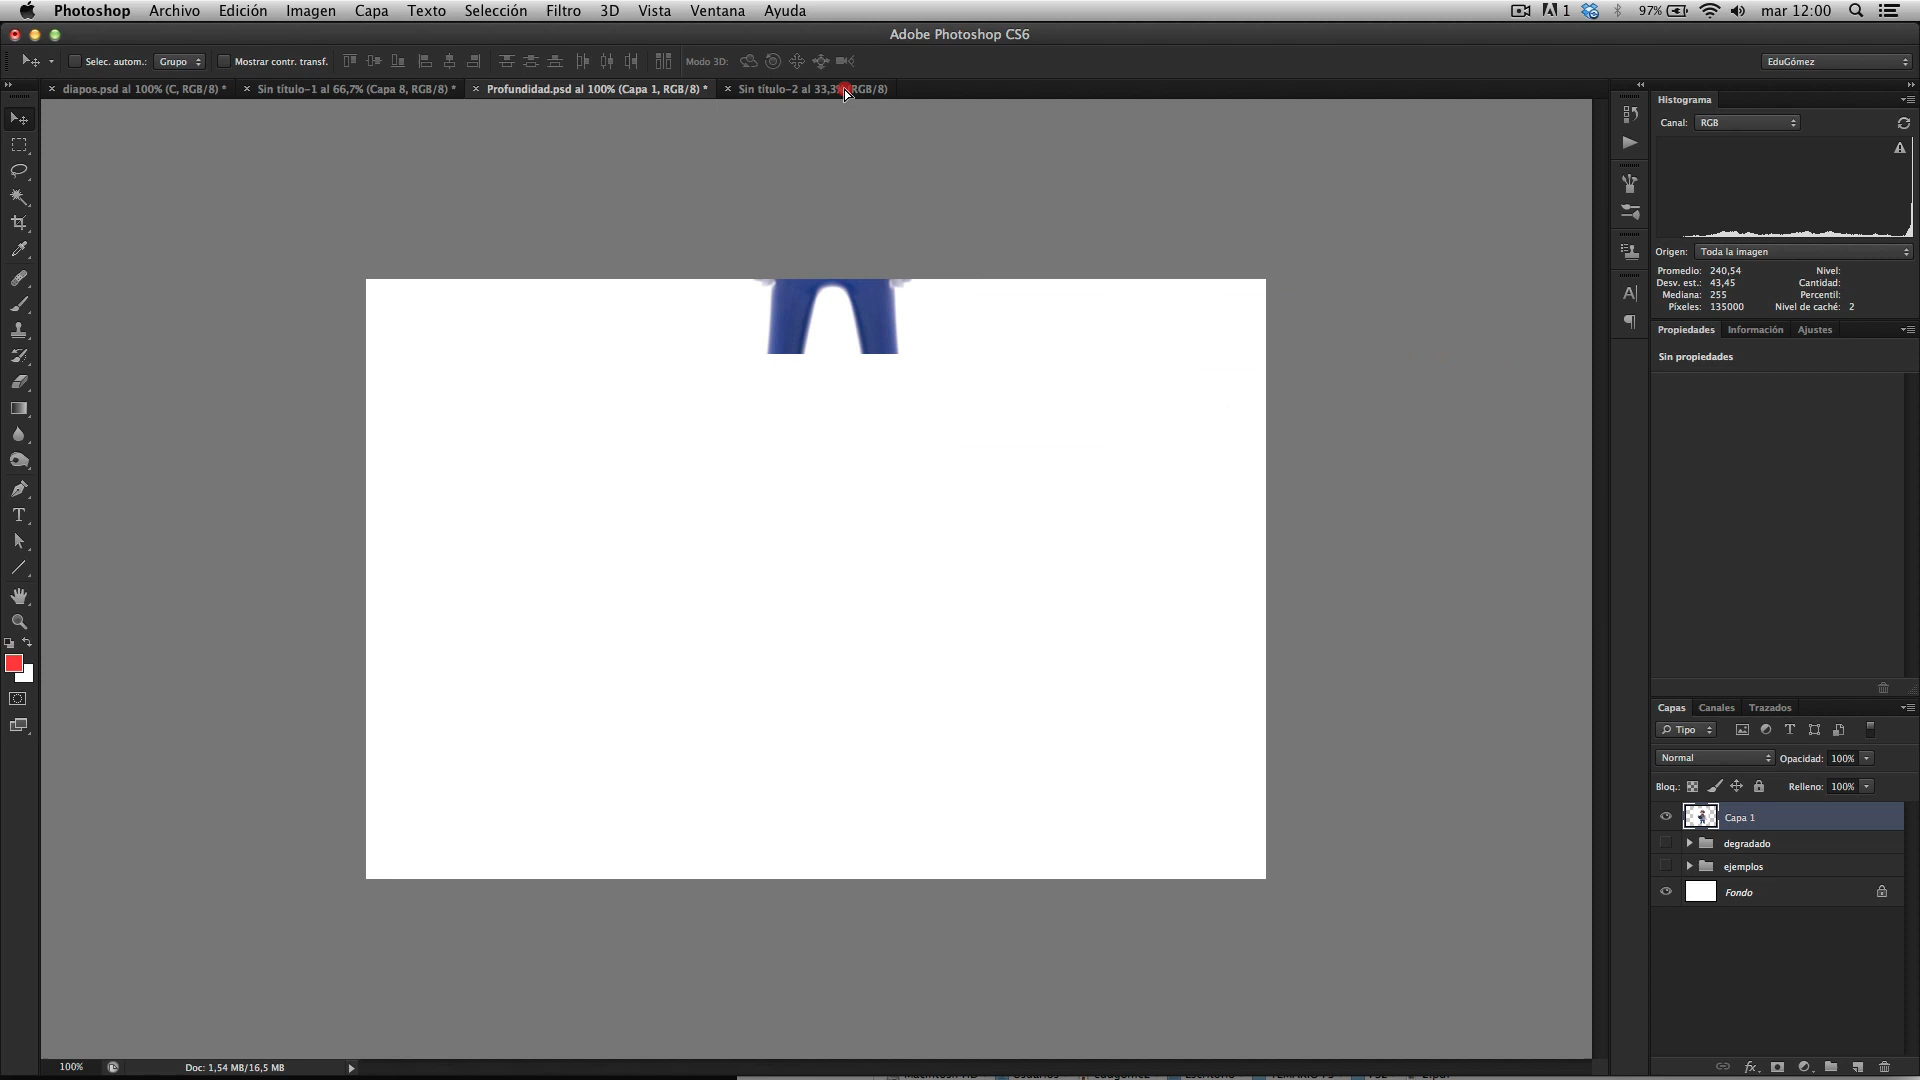 Photoshop Archivo Edición Imagen Capa Texto Selección Filtro 3D Vista Ventana Ayuda 1 97% mar 12:00
Adobe Photoshop CS6
Selec. autom.: Grupo Mostrar contr. transf. Modo 3D: EduGómez
diapos.psd al 100% (C, RGB/8) * Sin título-1 al 66,7% (Capa 8, RGB/8) * Profundidad.psd al 100% (Capa 1, RGB/8) * Sin título-2 al 33,3% RGB/8)
Histograma
Canal: RGB
Origen: Toda la imagen
Promedio: 240,54 Nivel:
Desv. est.: 43,45 Cantidad:
Mediana: 255 Percentil:
Píxeles: 135000 Nivel de caché: 2
Propiedades Información Ajustes
Sin propiedades
Capas Canales Trazados
Tipo
Normal Opacidad: 100%
Bloq.: Relleno: 100%
Capa 1
degradado
ejemplos
Fondo
100% Doc: 1,54 MB/16,5 MB